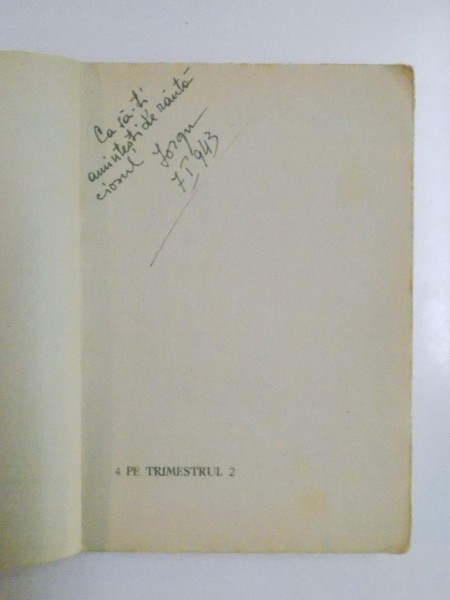 Ca să-ți
amintești de răută
ciosul Iorgu
7 I 943
4 PE TRIMESTRUL 2